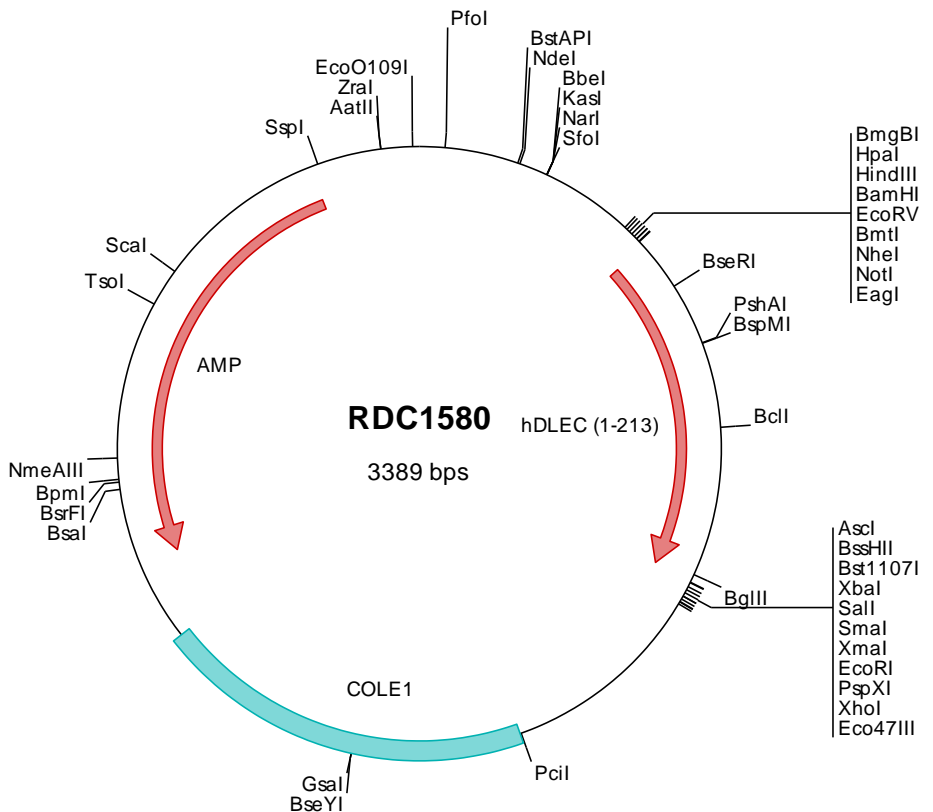 PfoI
BstAPI
NdeI
EcoO109I
BbeI
ZraI
KasI
AatII
NarI
SspI
SfoI
BmgBI
HpaI
HindIII
BamHI
EcoRV
BmtI
NheI
NotI
EagI
ScaI
TsoI
BseRI
PshAI
BspMI
AMP
RDC1580
hDLEC (1-213)
BclI
3389 bps
NmeAIII
BpmI
BsrFI
BsaI
AscI
BssHII
Bst1107I
XbaI
SalI
SmaI
XmaI
EcoRI
PspXI
XhoI
Eco47III
BglII
COLE1
PciI
GsaI
BseYI